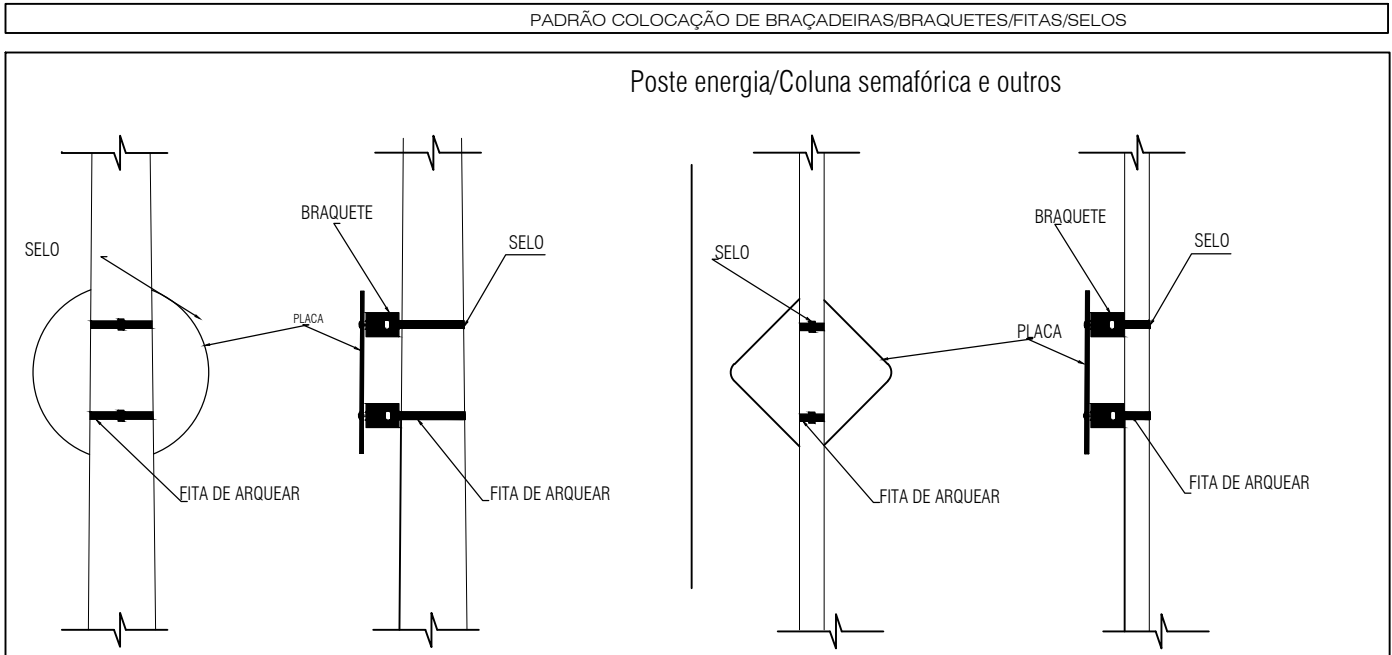 PADRÃO COLOCAÇÃO DE BRAÇADEIRAS/BRAQUETES/FITAS/SELOS
Poste energia/Coluna semafórica e outros
BRAQUETE
SELO
SELO
PLACA
FITA DE ARQUEAR
FITA DE ARQUEAR
BRAQUETE
SELO
SELO
PLACA
FITA DE ARQUEAR
FITA DE ARQUEAR